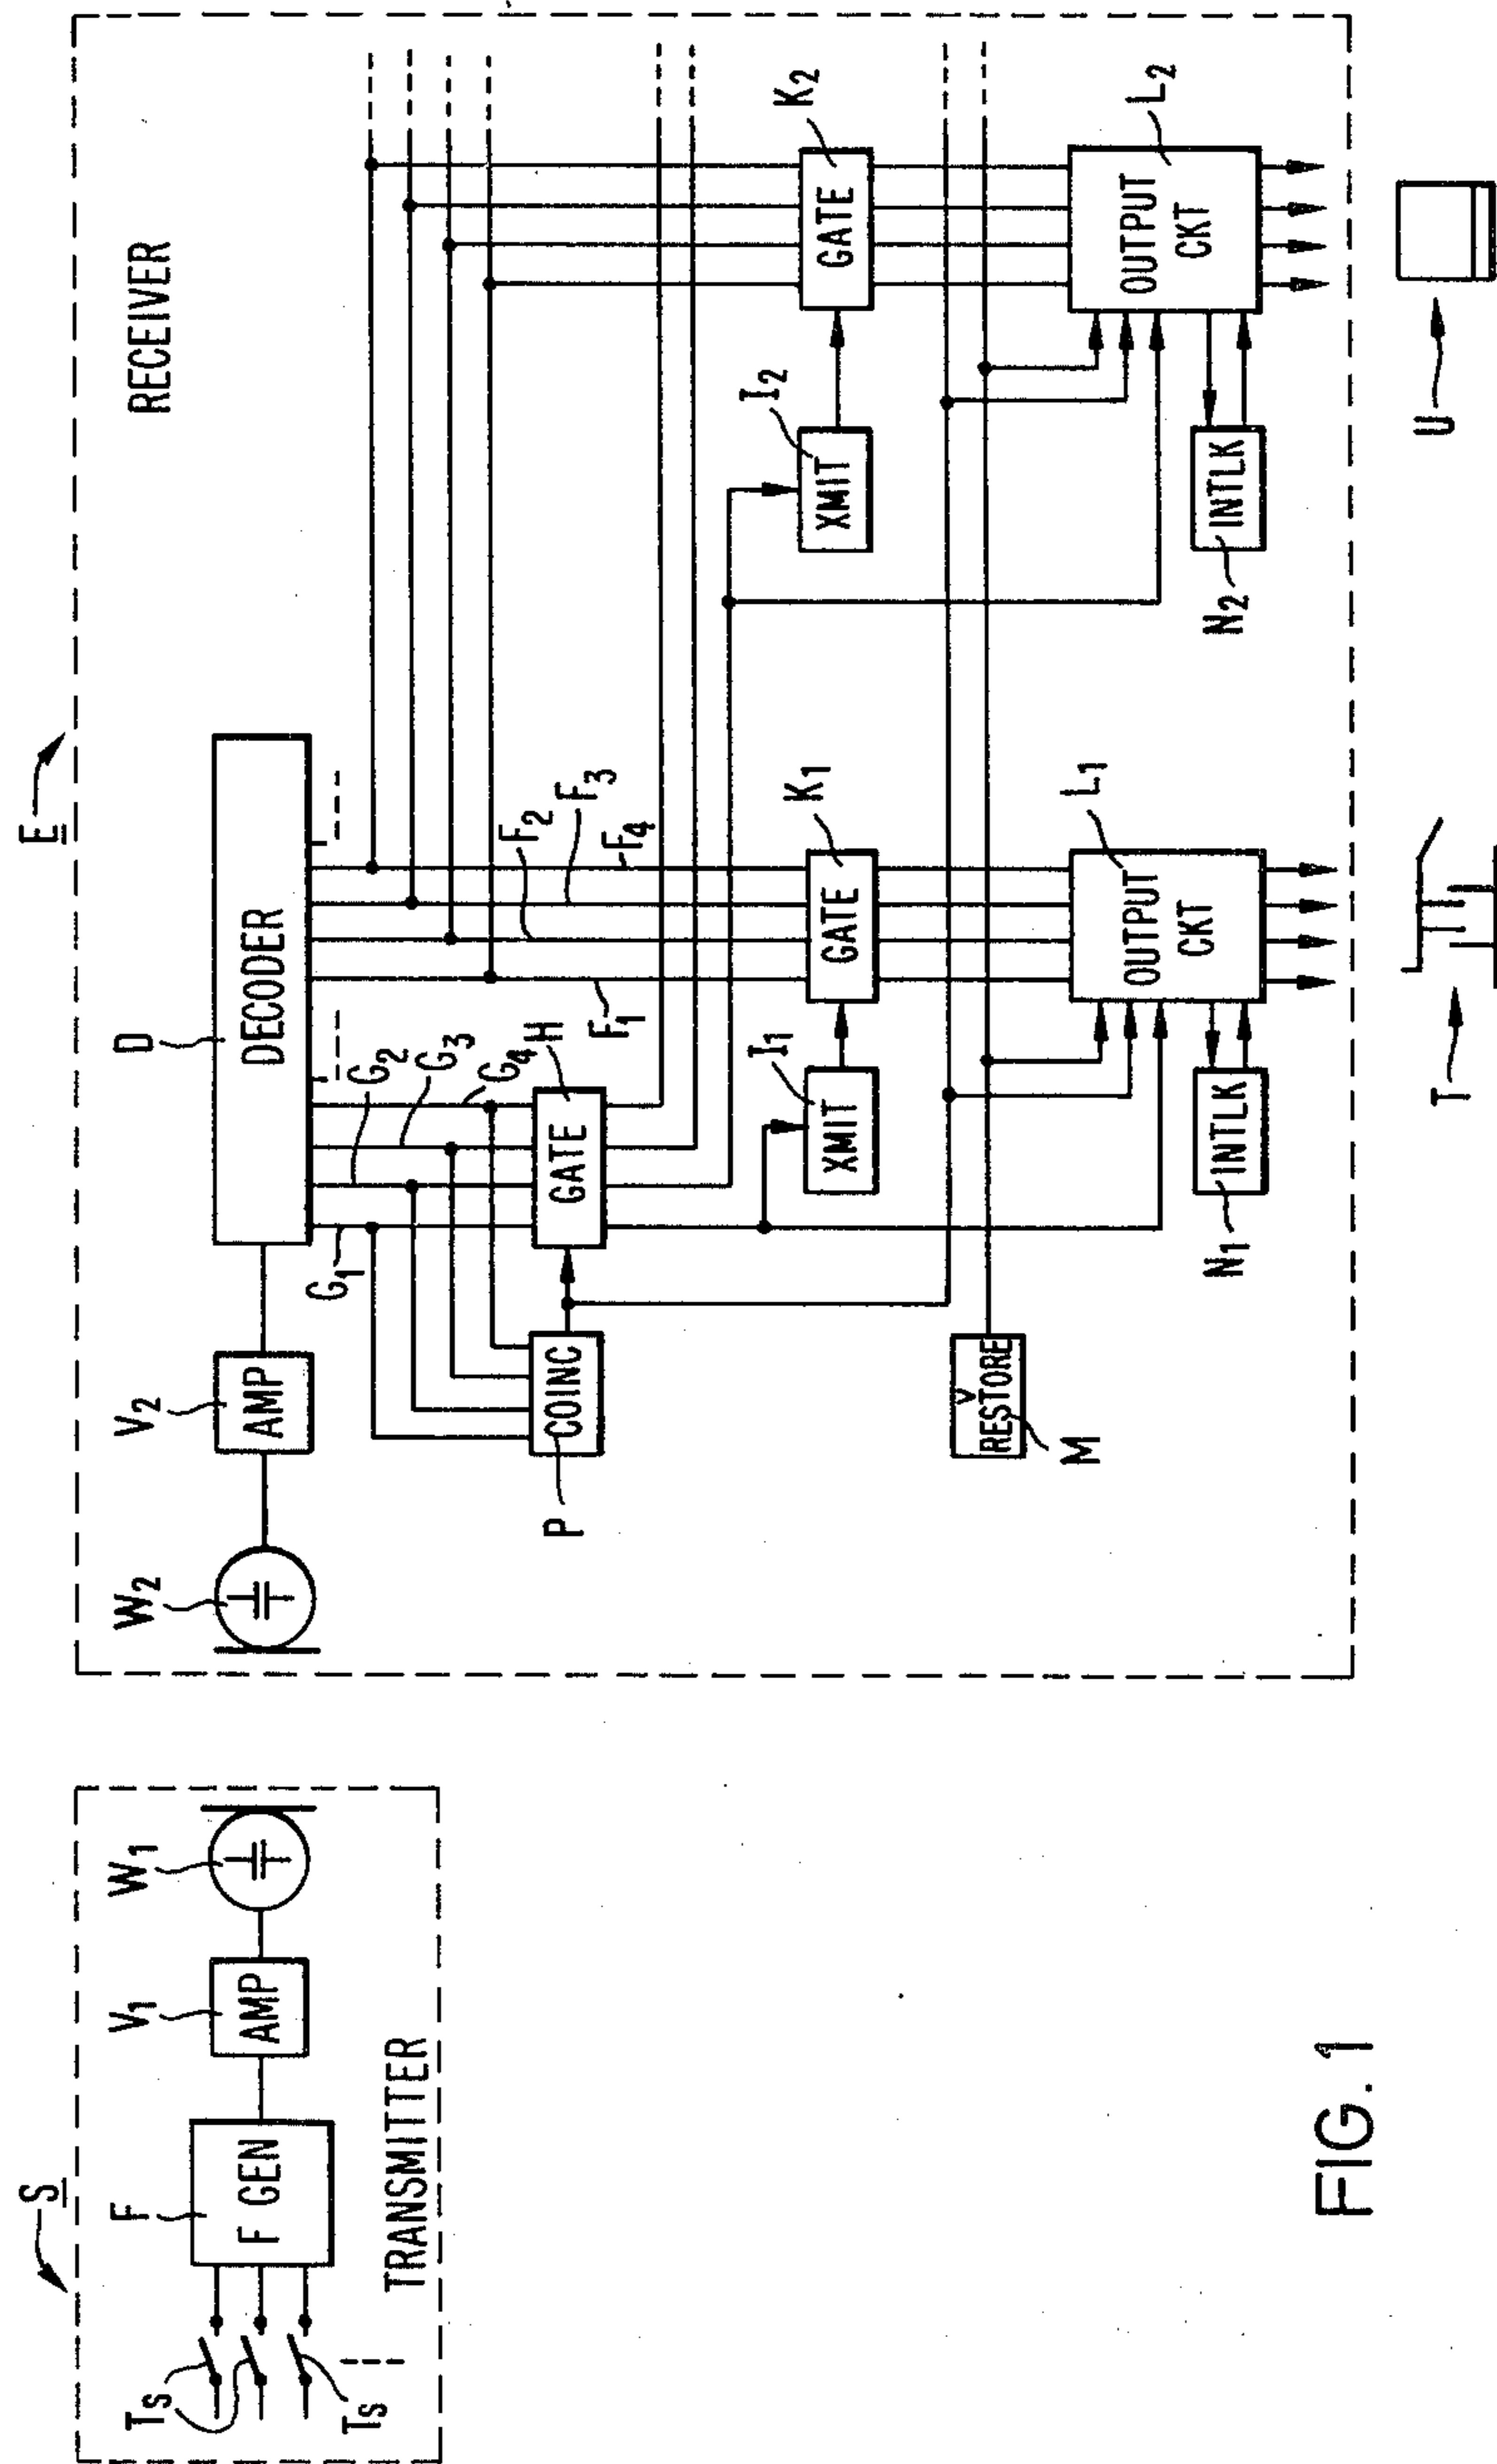 S
TRANSMITTER
Ts
Ts
F
F GEN
V1
AMP
W1
E
RECEIVER
W2
V2
AMP
D
DECODER
G1
G2
G3
G4
F1
F2
F3
F4
P
COINC
H
GATE
I1
XMIT
K1
GATE
I2
XMIT
K2
GATE
V
RESTORE
M
L1
OUTPUT
CKT
N1
INTLK
L2
OUTPUT
CKT
N2
INTLK
T
U
FIG. 1